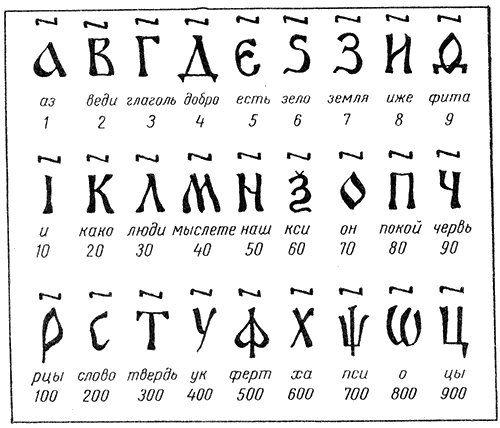 А҃ В҃ Г҃ Д҃ Є҃ Ѕ҃ З҃ И҃ Ѳ҃
аз веди глаголь добро есть зело земля иже фита
1 2 3 4 5 6 7 8 9
І҃ К҃ Л҃ М҃ Н҃ Ѯ҃ О҃ П҃ Ч҃
и како люди мыслете наш кси он покой червь
10 20 30 40 50 60 70 80 90
Р҃ С҃ Т҃ У҃ Ф҃ Х҃ Ѱ҃ Ѡ҃ Ц҃
рцы слово твердь ук ферт ха пси о цы
100 200 300 400 500 600 700 800 900